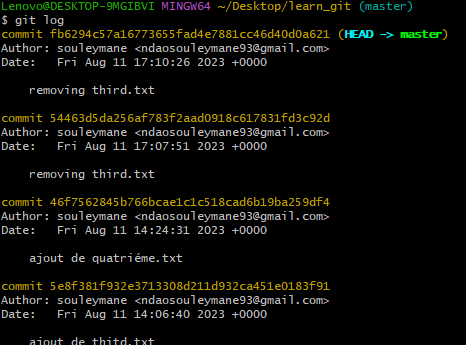 Lenovo@DESKTOP-9MGIBVI MINGW64 ~/Desktop/learn_git (master)
$ git log
commit fb6294c57a16773655fad4e7881cc46d40d0a621 (HEAD -> master)
Author: souleymane <ndaosouleymane93@gmail.com>
Date:   Fri Aug 11 17:10:26 2023 +0000
    removing third.txt
commit 54463d5da256af783f2aad0918c617831fd3c92d
Author: souleymane <ndaosouleymane93@gmail.com>
Date:   Fri Aug 11 17:07:51 2023 +0000
    removing third.txt
commit 46f7562845b766bcae1c1c518cad6b19ba259df4
Author: souleymane <ndaosouleymane93@gmail.com>
Date:   Fri Aug 11 14:24:31 2023 +0000
    ajout de quatriéme.txt
commit 5e8f381f932e3713308d211d932ca451e0183f91
Author: souleymane <ndaosouleymane93@gmail.com>
Date:   Fri Aug 11 14:06:40 2023 +0000
    ajout de thitd.txt